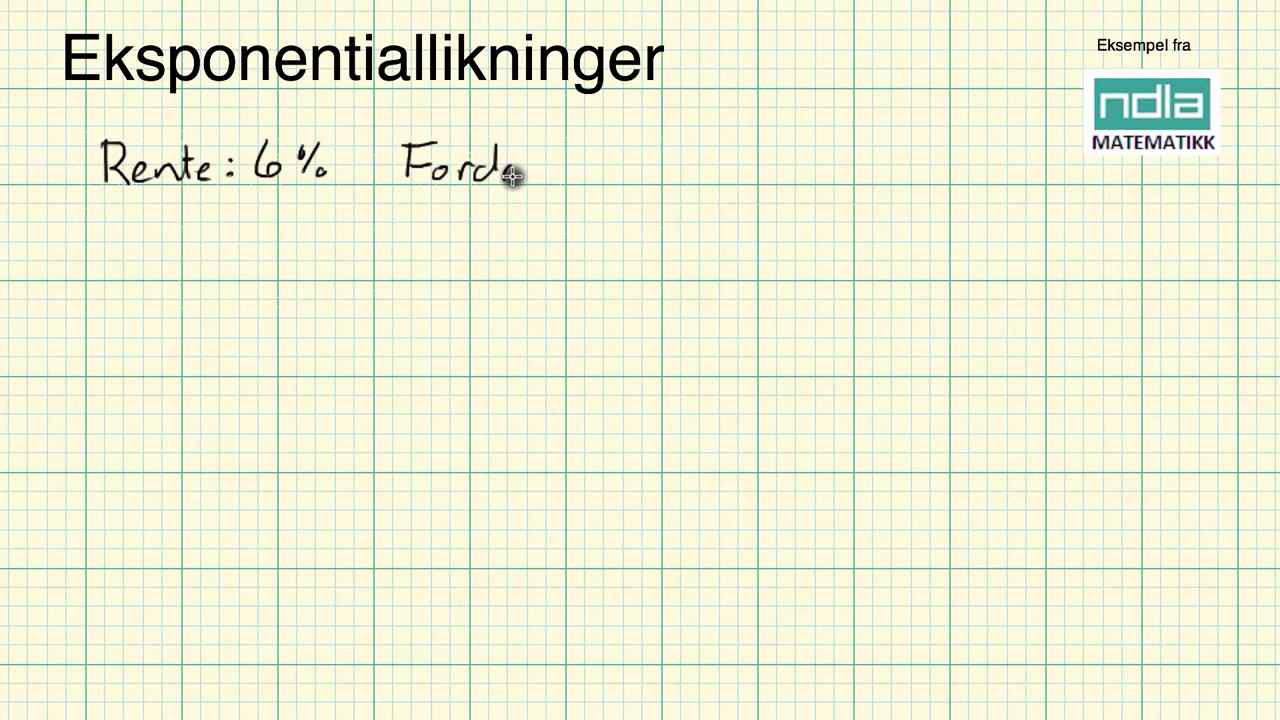 Eksponentiallikninger
Eksempel fra
ndla
MATEMATIKK
Rente: 6%